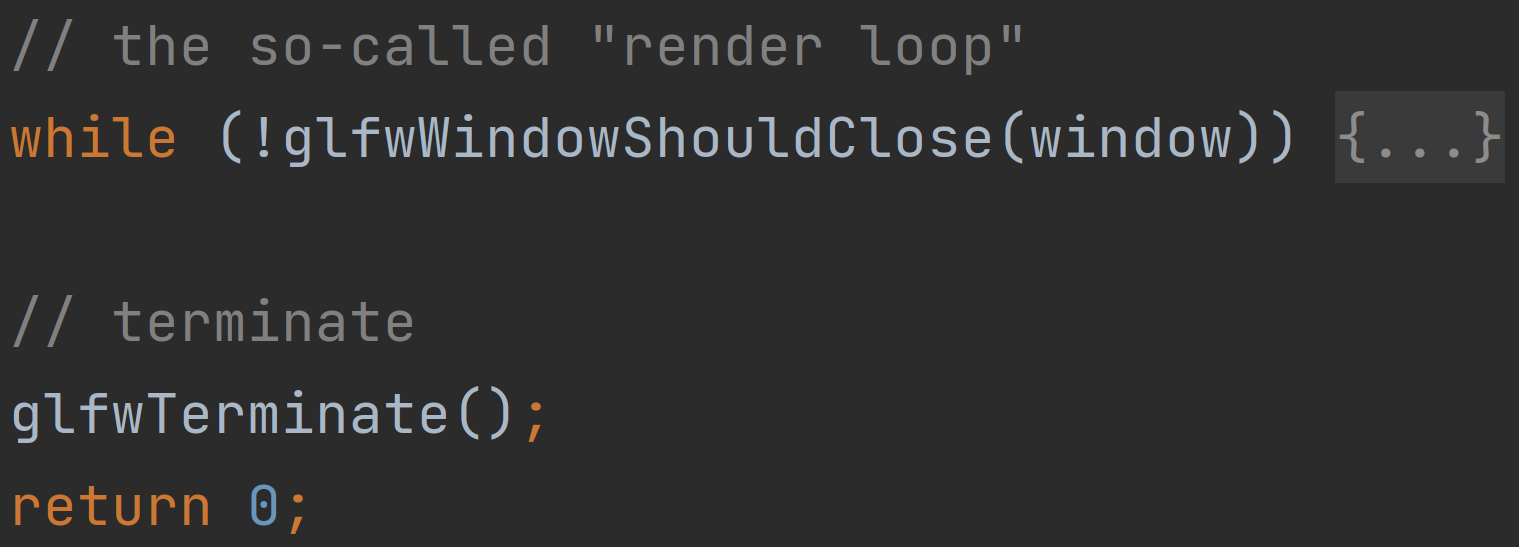 // the so-called "render loop"
while (!glfwWindowShouldClose(window)) {...}
// terminate
glfwTerminate();
return 0;